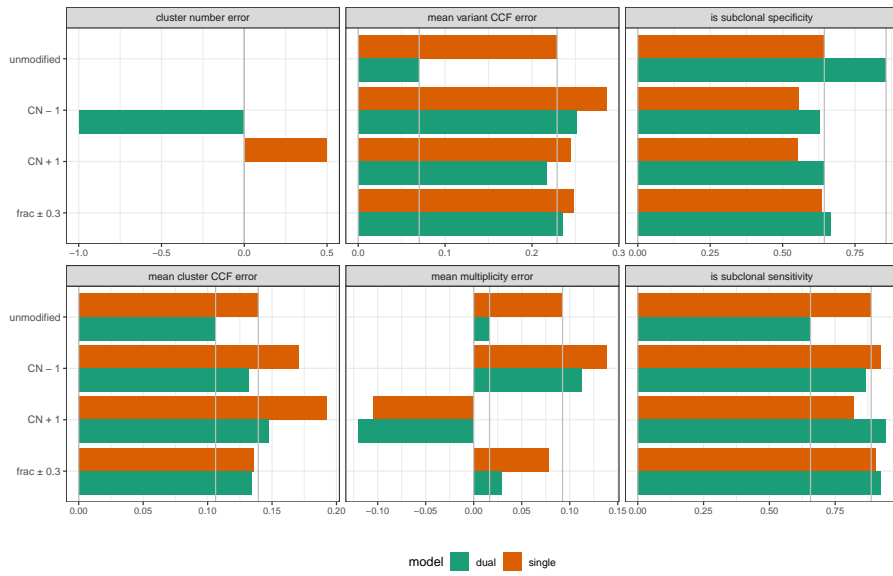 cluster number error
mean variant CCF error
is subclonal specificity
unmodified
CN − 1
CN + 1
frac ± 0.3
−1.0 −0.5 0.0 0.5
0.0 0.1 0.2 0.3
0.00 0.25 0.50 0.75
mean cluster CCF error
mean multiplicity error
is subclonal sensitivity
unmodified
CN − 1
CN + 1
frac ± 0.3
0.00 0.05 0.10 0.15 0.20
−0.10 −0.05 0.00 0.05 0.10 0.15
0.00 0.25 0.50 0.75
model dual single